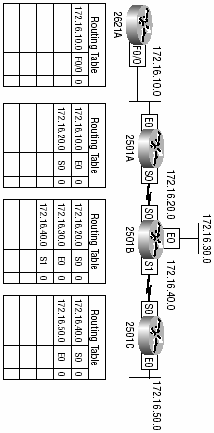 172.16.30.0
172.16.10.0
172.16.20.0
172.16.40.0
172.16.50.0
F0/0
E0
S0
S0
E0
S1
S0
E0
2621A
2501A
2501B
2501C
Routing Table
172.16.10.0 F0/0 0
Routing Table
172.16.10.0 E0 0
172.16.20.0 S0 0
Routing Table
172.16.20.0 S0 0
172.16.30.0 E0 0
172.16.40.0 S1 0
Routing Table
172.16.40.0 S0 0
172.16.50.0 E0 0